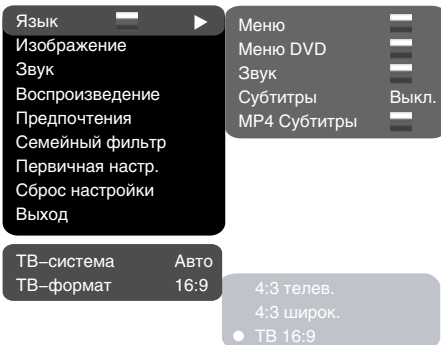 Язык
Изображение
Звук
Воспроизведение
Предпочтения
Семейный фильтр
Первичная настр.
Сброс настройки
Выход
Меню
Меню DVD
Звук
Субтитры Выкл.
MP4 Субтитры
ТВ–система Авто
ТВ–формат 16:9
4:3 телев.
4:3 широк.
ТВ 16:9